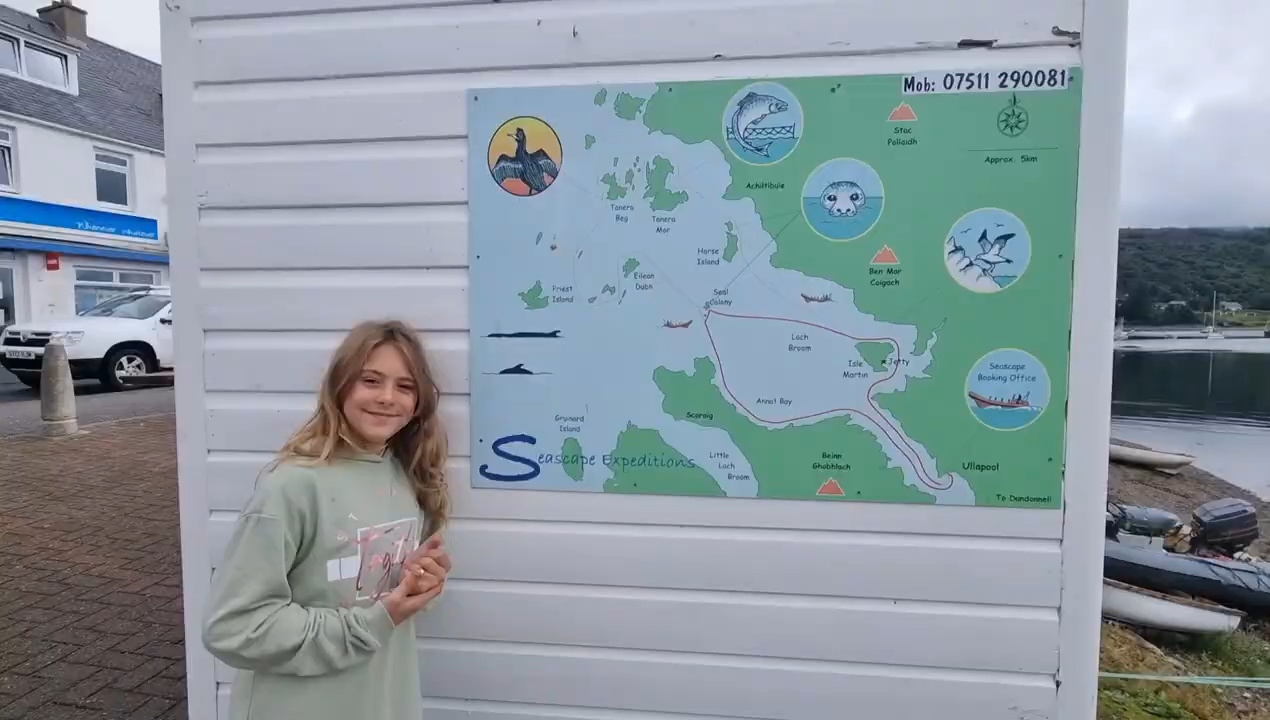 Mob: 07511 290081
Stac
Pollaidh
Approx. 5km
Achiltibuie
Tanera
Beg
Tanera
Mor
Horse
Island
Ben Mor
Coigach
Eilean
Dubh
Priest
Island
Seal
Colony
Loch
Broom
Isle
Martin
Jetty
Seascape
Booking Office
Annat Bay
Scoraig
Gruinard
Island
Seascape Expeditions
Little
Loch
Broom
Beinn
Ghobhlach
Ullapool
To Dundonnell